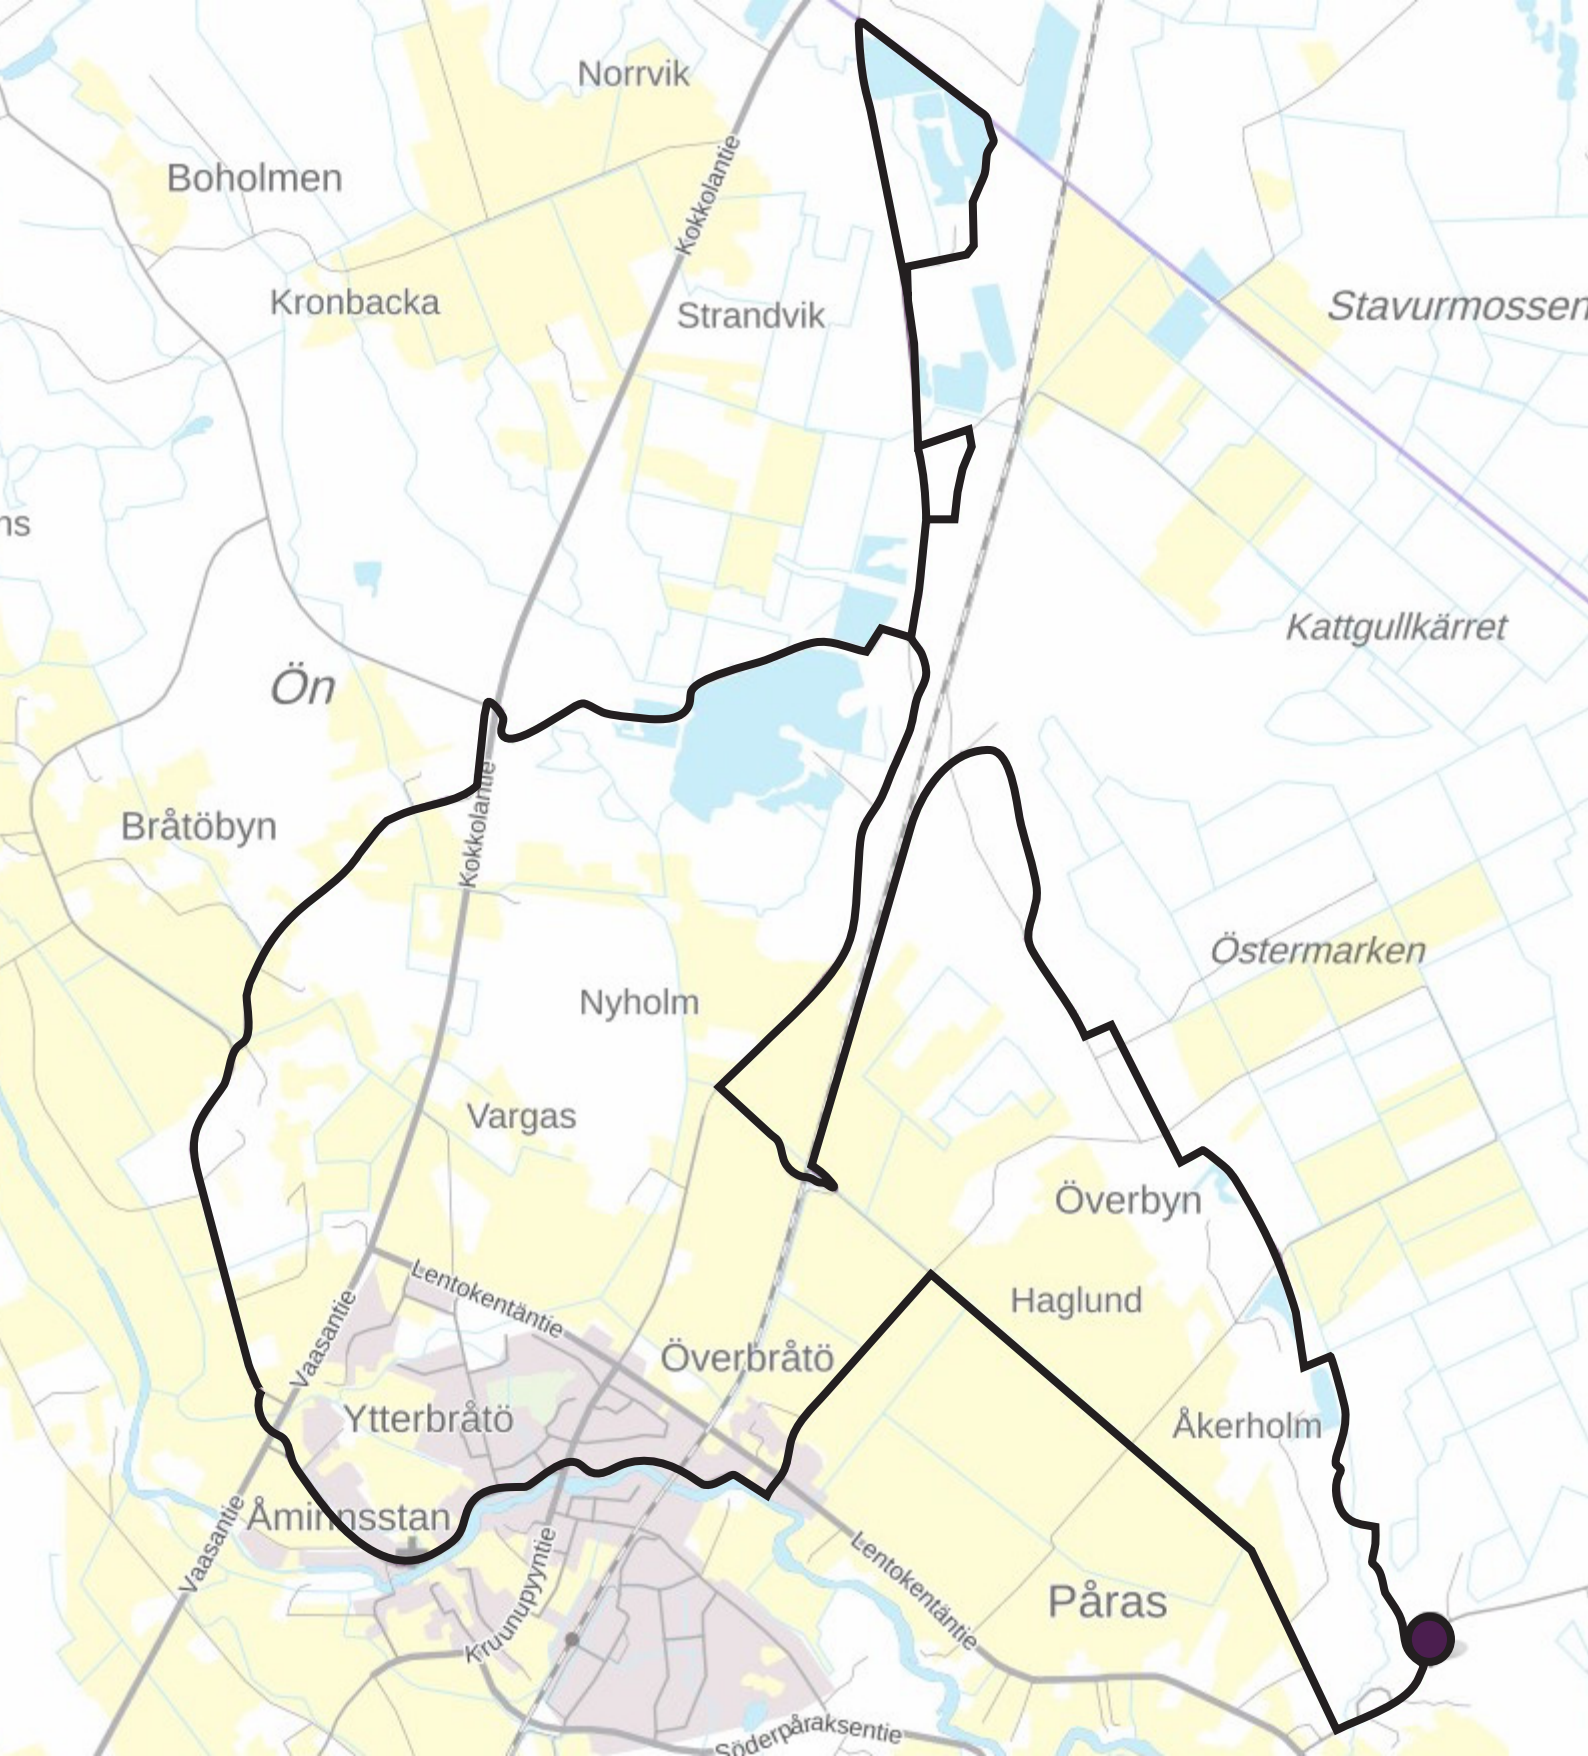 Norrvik
Boholmen
Kokkolantie
Kronbacka
Strandvik
Stavurmossen
ns
Kattgullkärret
Ön
Bråtöbyn
Kokkolantie
Östermarken
Nyholm
Vargas
Överbyn
Lentokentäntie
Haglund
Vaasantie
Överbråtö
Ytterbråtö
Åkerholm
Åminnsstan
Vaasantie
Lentokentäntie
Kruunupyyntie
Påras
Söderpåraksentie